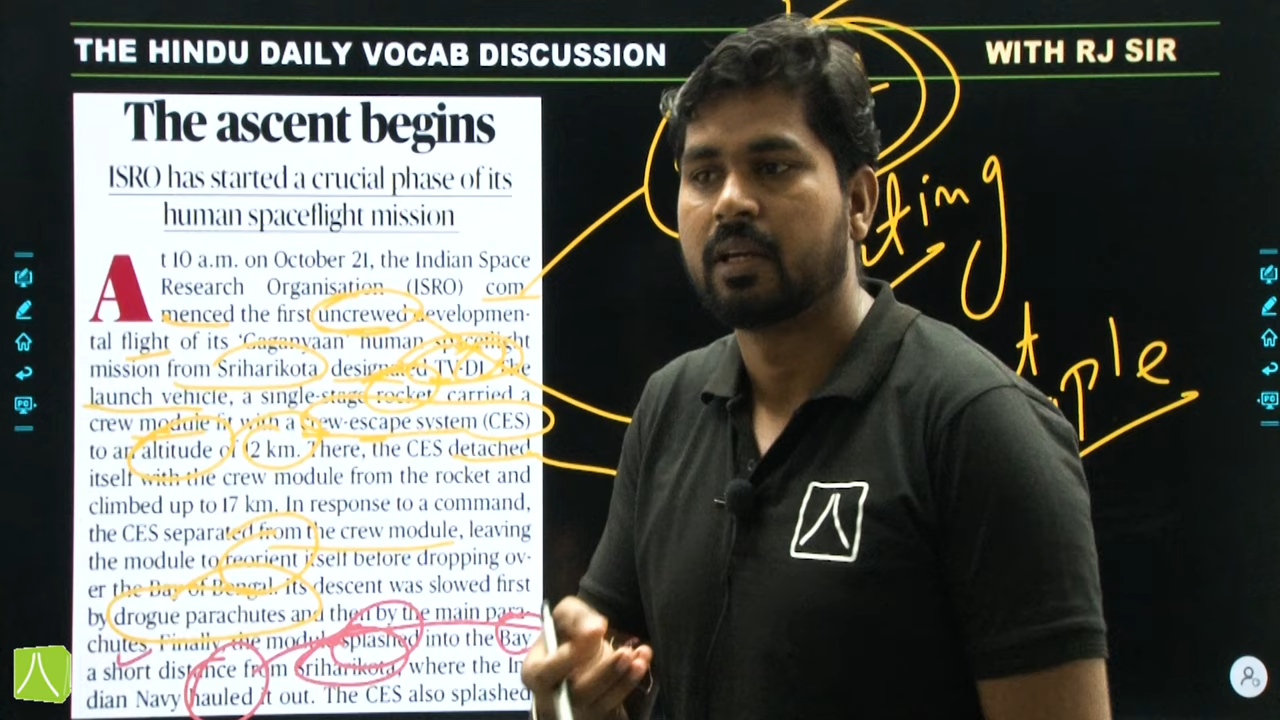 THE HINDU DAILY VOCAB DISCUSSION
WITH RJ SIR
The ascent begins
ISRO has started a crucial phase of its
human spaceflight mission
At 10 a.m. on October 21, the Indian Space
Research Organisation (ISRO) com
menced the first uncrewed developmen-
tal flight of its 'Gaganyaan' human spaceflight
mission from Sriharikota designated TV-D1. The
launch vehicle, a single-stage rocket, carried a
crew module fit with a crew-escape system (CES)
to an altitude of 12 km. There, the CES detached
itself with the crew module from the rocket and
climbed up to 17 km. In response to a command,
the CES separated from the crew module, leaving
the module to reorient itself before dropping ov-
er the Bay of Bengal. Its descent was slowed first
by drogue parachutes and then by the main para-
chutes. Finally, the module splashed into the Bay
a short distance from Sriharikota, where the In
dian Navy hauled it out. The CES also splashed